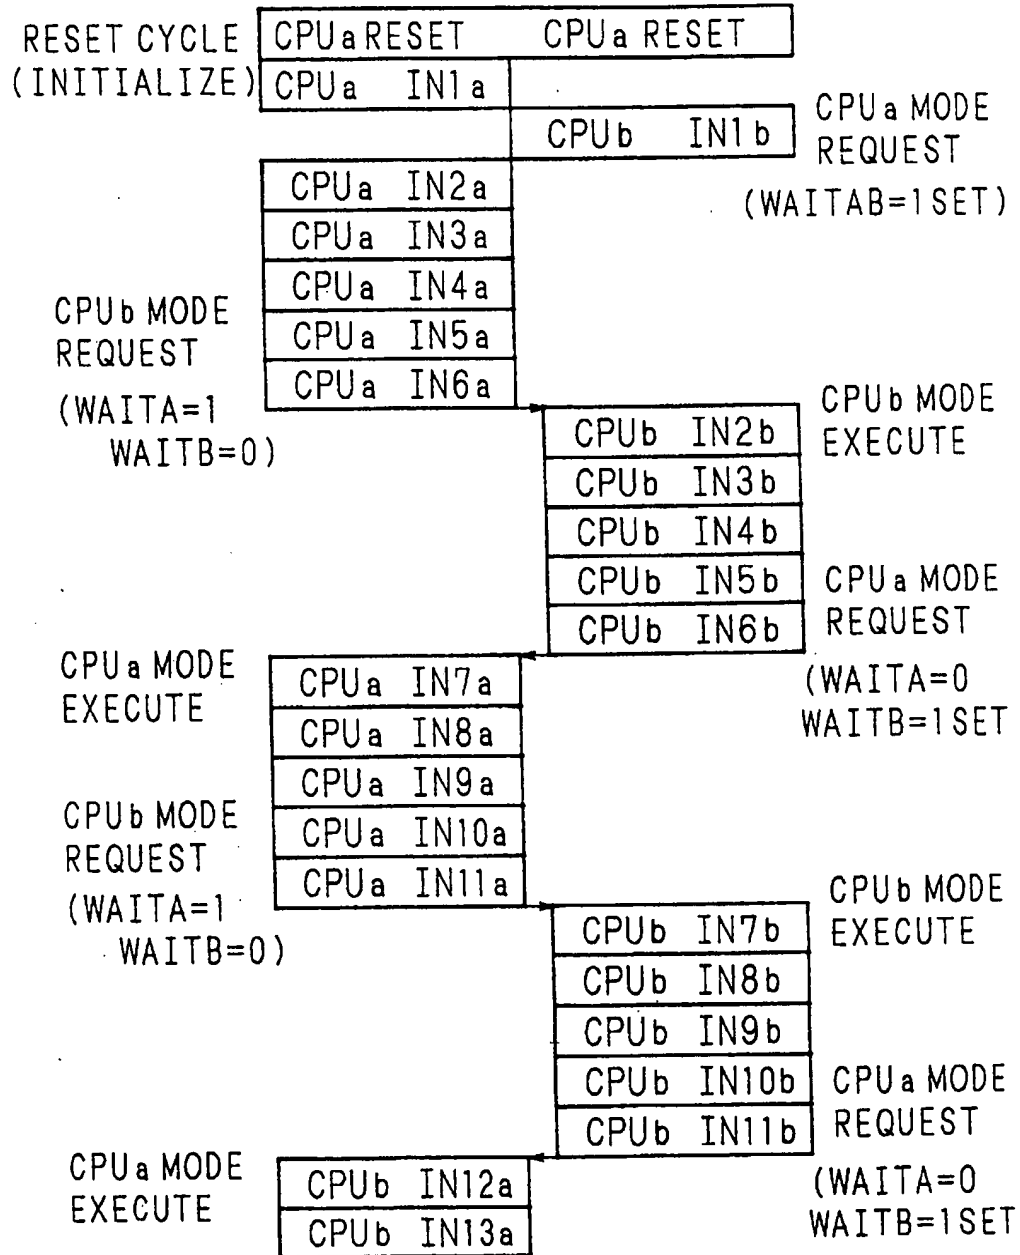 RESET CYCLE
(INITIALIZE)
CPUa RESET CPUa RESET
CPUa IN1a
CPUb IN1b
CPUa MODE
REQUEST
(WAITAB=1SET)
CPUa IN2a
CPUa IN3a
CPUa IN4a
CPUa IN5a
CPUa IN6a
CPUb MODE
REQUEST
(WAITA=1
WAITB=0)
CPUb MODE
EXECUTE
CPUb IN2b
CPUb IN3b
CPUb IN4b
CPUb IN5b
CPUb IN6b
CPUa MODE
REQUEST
(WAITA=0
WAITB=1SET
CPUa MODE
EXECUTE
CPUa IN7a
CPUa IN8a
CPUa IN9a
CPUa IN10a
CPUa IN11a
CPUb MODE
REQUEST
(WAITA=1
WAITB=0)
CPUb MODE
EXECUTE
CPUb IN7b
CPUb IN8b
CPUb IN9b
CPUb IN10b
CPUb IN11b
CPUa MODE
REQUEST
(WAITA=0
WAITB=1SET
CPUa MODE
EXECUTE
CPUb IN12a
CPUb IN13a